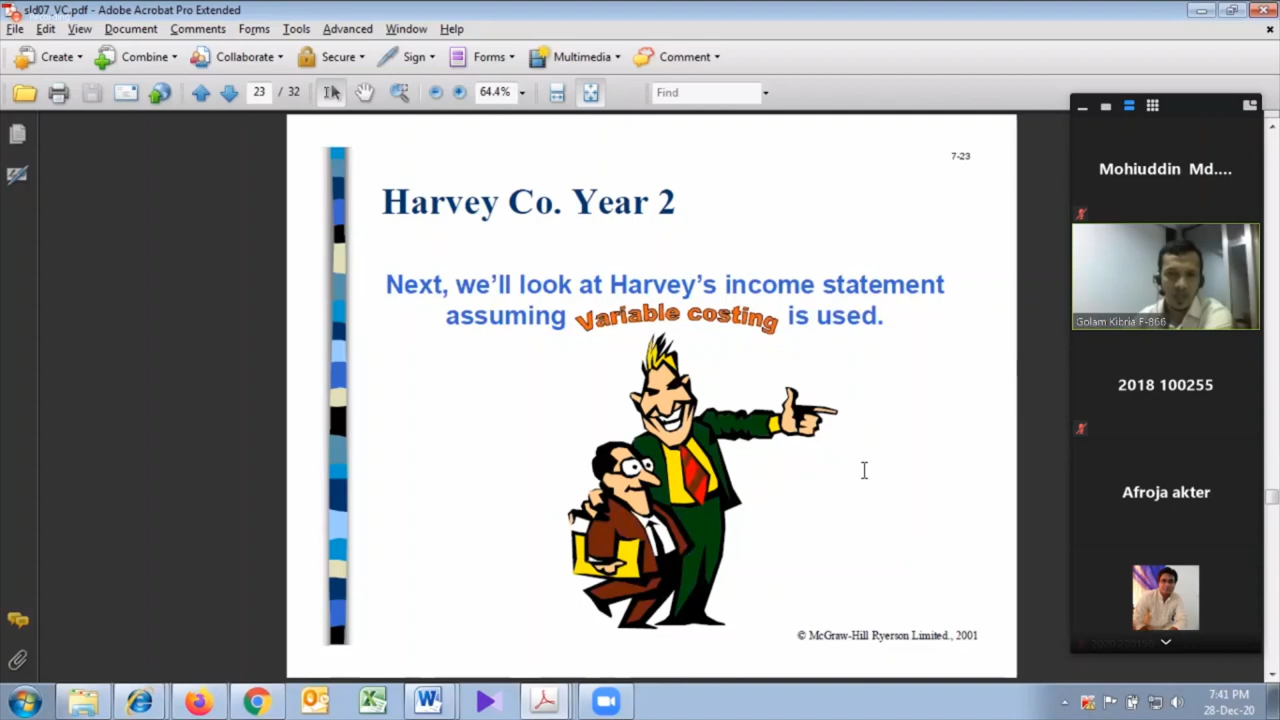 sld07_VC.pdf - Adobe Acrobat Pro Extended
File Edit View Document Comments Forms Tools Advanced Window Help
Create Combine Collaborate Secure Sign Forms Multimedia Comment
23 / 32 64.4% Find
7-23
Harvey Co. Year 2
Next, we'll look at Harvey's income statement
assuming Variable costing is used.
© McGraw-Hill Ryerson Limited., 2001
Mohiuddin Md....
Golam Kibria F-866
2018 100255
Afroja akter
7:41 PM
28-Dec-20